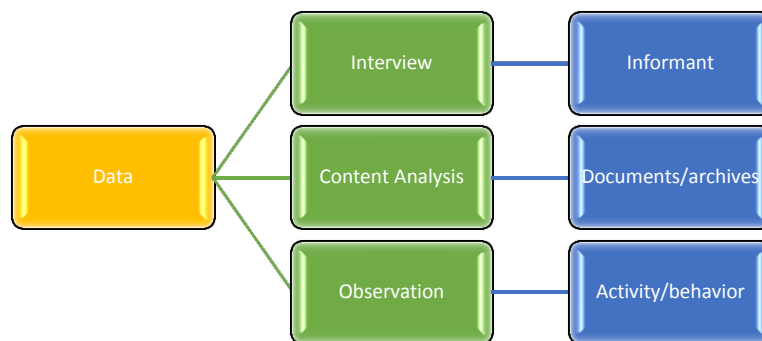 Interview
Informant
Data
Content Analysis
Documents/archives
Observation
Activity/behavior